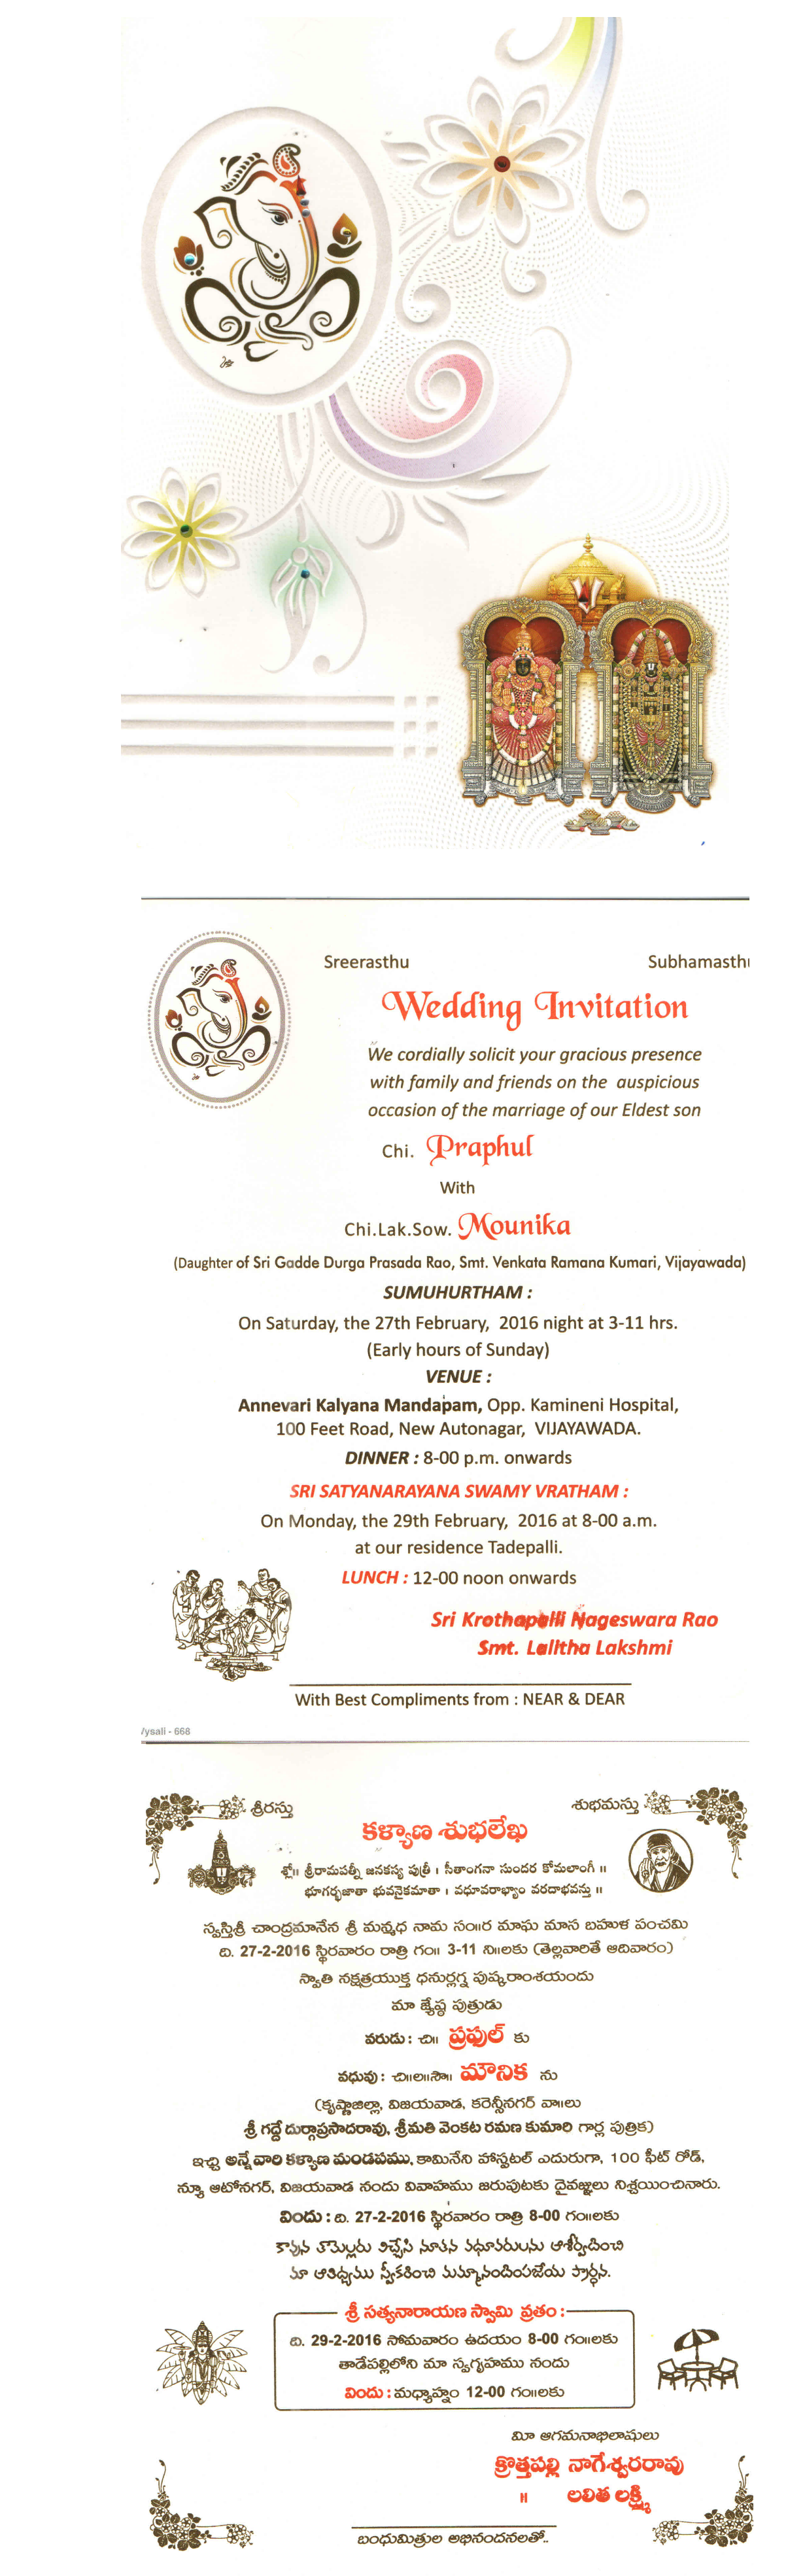 Sreerasthu
Subhamasth
Wedding Invitation
We cordially solicit your gracious presence
with family and friends on the auspicious
occasion of the marriage of our Eldest son
Chi. Praphul
With
Chi.Lak.Sow. Mounika
(Daughter of Sri Gadde Durga Prasada Rao, Smt. Venkata Ramana Kumari, Vijayawada)
SUMUHURTHAM :
On Saturday, the 27th February, 2016 night at 3-11 hrs.
(Early hours of Sunday)
VENUE :
Annevari Kalyana Mandapam, Opp. Kamineni Hospital,
100 Feet Road, New Autonagar, VIJAYAWADA.
DINNER : 8-00 p.m. onwards
SRI SATYANARAYANA SWAMY VRATHAM :
On Monday, the 29th February, 2016 at 8-00 a.m.
at our residence Tadepalli.
LUNCH : 12-00 noon onwards
Sri Krothapalli Nageswara Rao
Smt. Lalitha Lakshmi
With Best Compliments from : NEAR & DEAR
ysali - 668
శ్రీరస్తు
శుభమస్తు
కళ్యాణ శుభలేఖ
శ్లో॥ శ్రీరామపత్నీ జనకస్య పుత్రీ । సీతాంగనా సుందర కోమలాంగీ ॥
భూగర్భజాతా భువనైకమాతా । వధూవరాభ్యాం వరదాభవస్తు ॥
స్వస్తిశ్రీ చాంద్రమానేన శ్రీ మన్మధ నామ సం॥ర మాఘ మాస బహుళ పంచమి
ది. 27-2-2016 స్థిరవారం రాత్రి గం॥ 3-11 ని॥లకు (తెల్లవారితే ఆదివారం)
స్వాతి నక్షత్రయుక్త ధనుర్లగ్న పుష్కరాంశయందు
మా జ్యేష్ఠ పుత్రుడు
వరుడు : చి॥ ప్రఫుల్ కు
వధువు : చి॥ల॥సౌ॥ మౌనిక ను
(కృష్ణాజిల్లా, విజయవాడ, కరెన్సీనగర్ వా॥లు
శ్రీ గద్దే దుర్గాప్రసాదరావు, శ్రీమతి వెంకట రమణ కుమారి గార్ల పుత్రిక)
ఇచ్చి అన్నే వారి కళ్యాణ మండపము, కామినేని హాస్పటల్ ఎదురుగా, 100 ఫీట్ రోడ్,
న్యూ ఆటోనగర్, విజయవాడ నందు వివాహము జరుపుటకు దైవజ్ఞులు నిశ్చయించినారు.
విందు : ది. 27-2-2016 స్థిరవారం రాత్రి 8-00 గం॥లకు
కావున తామెల్లరు విచ్చేసి నూతన వధూవరులను ఆశీర్వదించి
మా ఆతిథ్యము స్వీకరించి మమ్మానందింపజేయ ప్రార్థన.
శ్రీ సత్యనారాయణ స్వామి వ్రతం :
ది. 29-2-2016 సోమవారం ఉదయం 8-00 గం॥లకు
తాడేపల్లిలోని మా స్వగృహము నందు
విందు : మధ్యాహ్నం 12-00 గం॥లకు
మీ ఆగమనాభిలాషులు
క్రొత్తపల్లి నాగేశ్వరరావు
" లలిత లక్ష్మి
బంధుమిత్రుల అభినందనలతో..